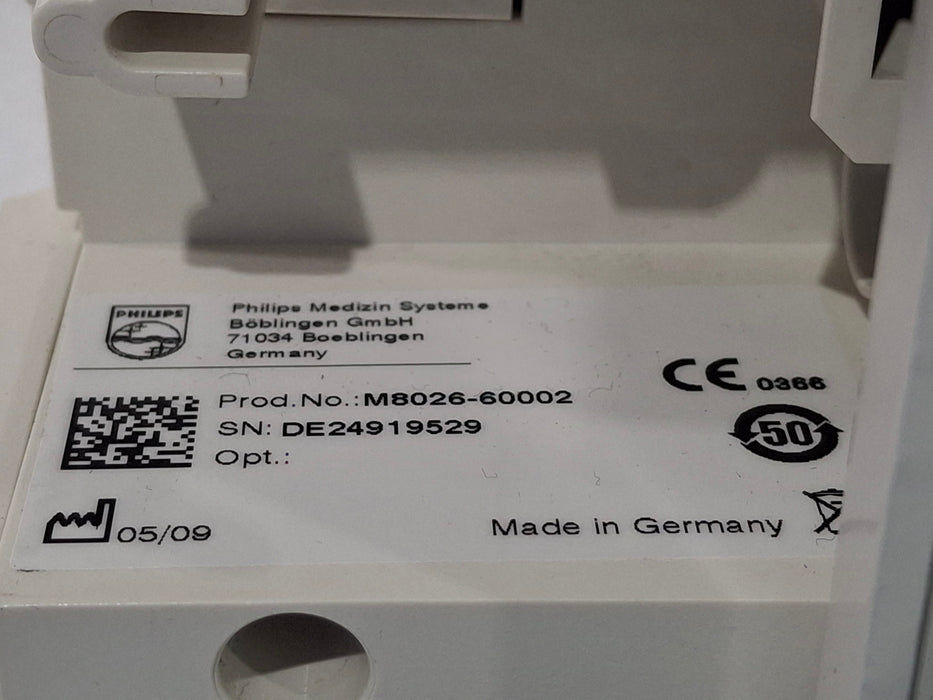 PHILIPS
Philips Medizin Systeme
Böblingen GmbH
71034 Boeblingen
Germany
Prod.No.:M8026-60002
SN: DE24919529
Opt.:
CE 0366
50
05/09
Made in Germany